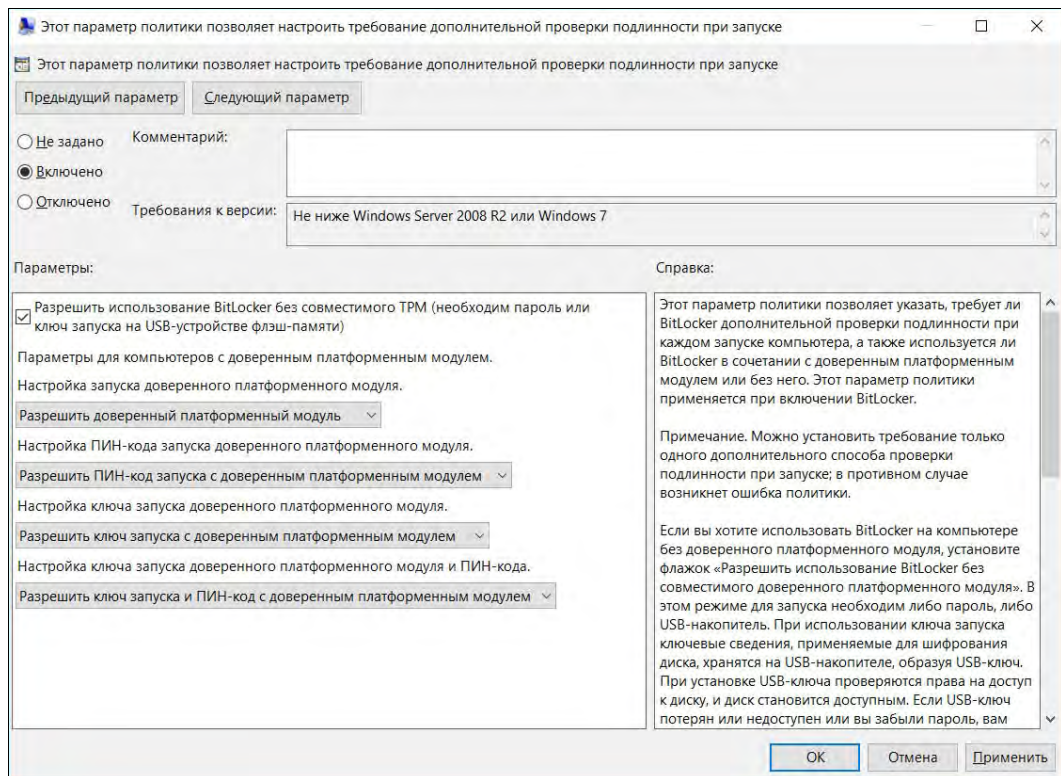 Этот параметр политики позволяет настроить требование дополнительной проверки подлинности при запуске
Этот параметр политики позволяет настроить требование дополнительной проверки подлинности при запуске
Предыдущий параметр
Следующий параметр
Не задано
Комментарий:
Включено
Отключено
Требования к версии:
Не ниже Windows Server 2008 R2 или Windows 7
Параметры:
Справка:
Разрешить использование BitLocker без совместимого TPM (необходим пароль или
ключ запуска на USB-устройстве флэш-памяти)
Параметры для компьютеров с доверенным платформенным модулем.
Настройка запуска доверенного платформенного модуля.
Разрешить доверенный платформенный модуль
Настройка ПИН-кода запуска доверенного платформенного модуля.
Разрешить ПИН-код запуска с доверенным платформенным модулем
Настройка ключа запуска доверенного платформенного модуля.
Разрешить ключ запуска с доверенным платформенным модулем
Настройка ключа запуска доверенного платформенного модуля и ПИН-кода.
Разрешить ключ запуска и ПИН-код с доверенным платформенным модулем
Этот параметр политики позволяет указать, требует ли
BitLocker дополнительной проверки подлинности при
каждом запуске компьютера, а также используется ли
BitLocker в сочетании с доверенным платформенным
модулем или без него. Этот параметр политики
применяется при включении BitLocker.
Примечание. Можно установить требование только
одного дополнительного способа проверки
подлинности при запуске; в противном случае
возникнет ошибка политики.
Если вы хотите использовать BitLocker на компьютере
без доверенного платформенного модуля, установите
флажок «Разрешить использование BitLocker без
совместимого доверенного платформенного модуля». В
этом режиме для запуска необходим либо пароль, либо
USB-накопитель. При использовании ключа запуска
ключевые сведения, применяемые для шифрования
диска, хранятся на USB-накопителе, образуя USB-ключ.
При установке USB-ключа проверяются права на доступ
к диску, и диск становится доступным. Если USB-ключ
потерян или недоступен или вы забыли пароль, вам
ОК
Отмена
Применить